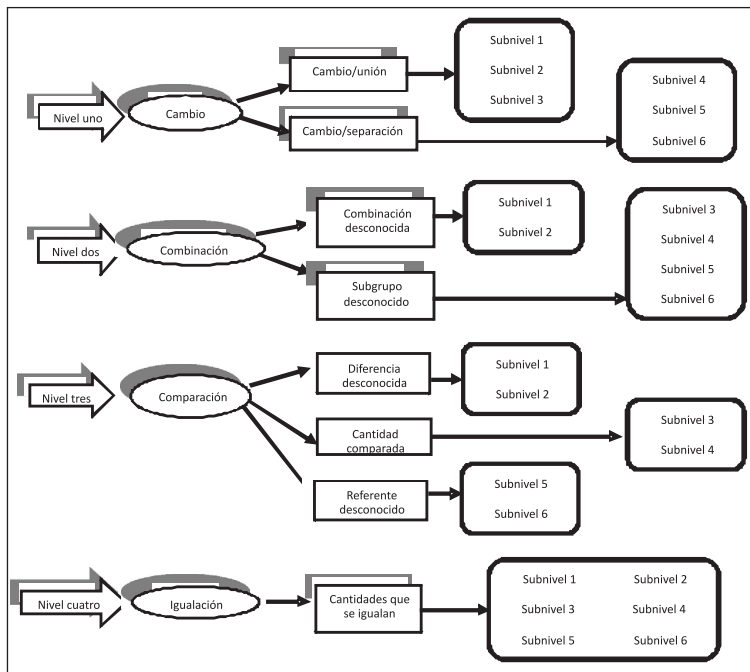 Nivel uno
Cambio
Cambio/unión
Subnivel 1
Subnivel 2
Subnivel 3
Cambio/separación
Subnivel 4
Subnivel 5
Subnivel 6
Nivel dos
Combinación
Combinación
desconocida
Subnivel 1
Subnivel 2
Subgrupo
desconocido
Subnivel 3
Subnivel 4
Subnivel 5
Subnivel 6
Nivel tres
Comparación
Diferencia
desconocida
Subnivel 1
Subnivel 2
Cantidad
comparada
Subnivel 3
Subnivel 4
Referente
desconocido
Subnivel 5
Subnivel 6
Nivel cuatro
Igualación
Cantidades que
se igualan
Subnivel 1 Subnivel 2
Subnivel 3 Subnivel 4
Subnivel 5 Subnivel 6